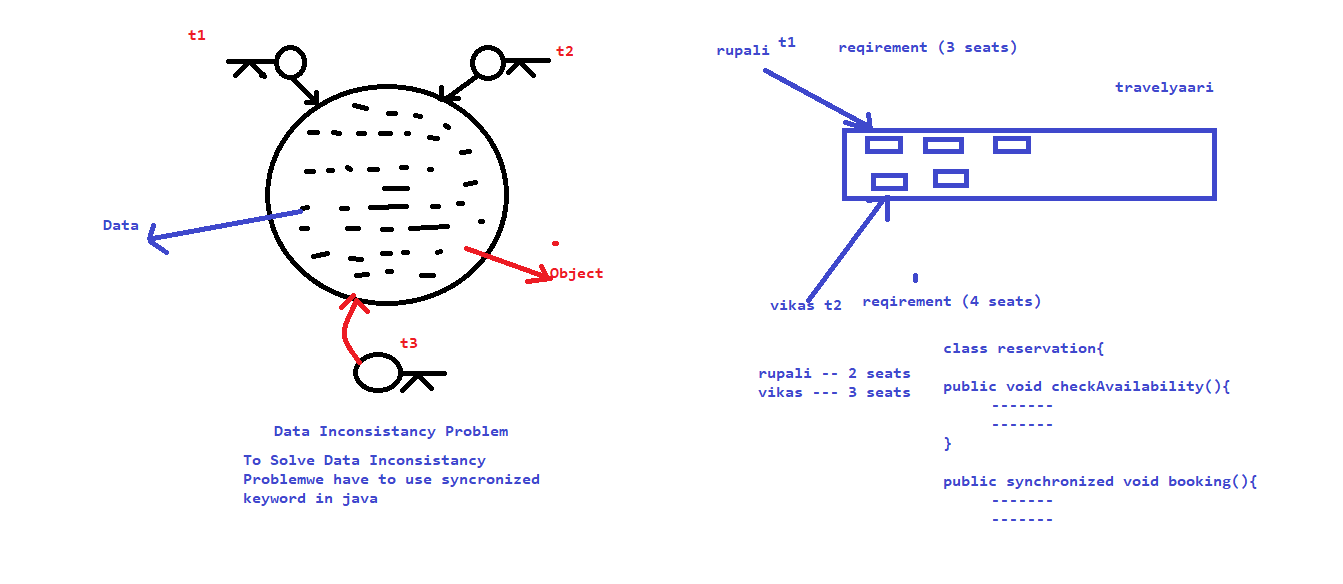 t1
t2
Data
Object
t3
Data Inconsistancy Problem
To Solve Data Inconsistancy
Problemwe have to use syncronized
keyword in java
rupali t1 reqirement (3 seats)
travelyaari
vikas t2 reqirement (4 seats)
rupali -- 2 seats
vikas --- 3 seats
class reservation{
public void checkAvailability(){
-------
-------
}
public synchronized void booking(){
-------
-------